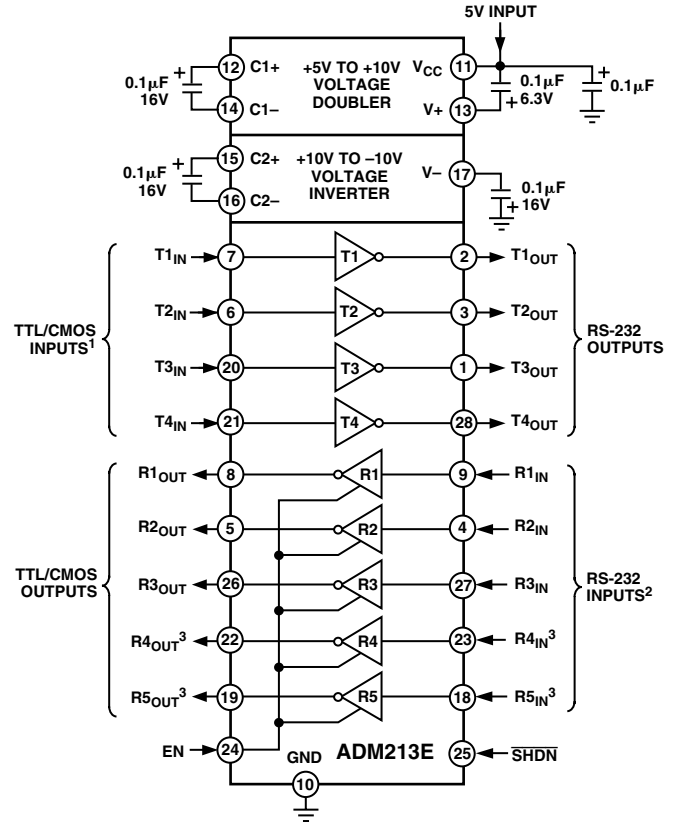 5V INPUT
12 C1+ +5V TO +10V VOLTAGE DOUBLER VCC 11
0.1µF 16V
14 C1– V+ 13
+ 0.1µF 6.3V
+ 0.1µF
15 C2+ +10V TO –10V VOLTAGE INVERTER V– 17
+ 0.1µF 16V
16 C2–
+ 0.1µF 16V
TTL/CMOS INPUTS1
T1IN 7 T1 2 T1OUT
T2IN 6 T2 3 T2OUT
T3IN 20 T3 1 T3OUT
T4IN 21 T4 28 T4OUT
RS-232 OUTPUTS
TTL/CMOS OUTPUTS
R1OUT 8 R1 9 R1IN
R2OUT 5 R2 4 R2IN
R3OUT 26 R3 27 R3IN
R4OUT3 22 R4 23 R4IN3
R5OUT3 19 R5 18 R5IN3
RS-232 INPUTS2
EN 24 GND ADM213E 25 SHDN
10